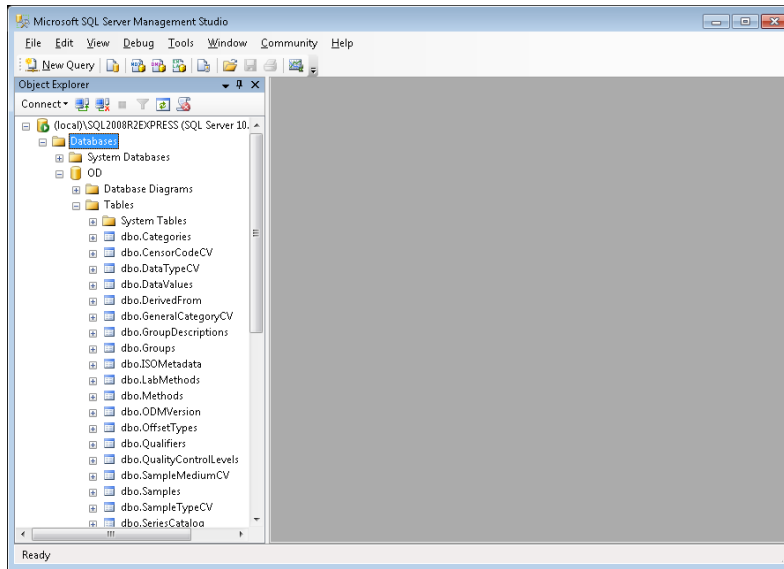 Microsoft SQL Server Management Studio
File Edit View Debug Tools Window Community Help
New Query
Object Explorer
Connect
(local)\SQL2008R2EXPRESS (SQL Server 10.
Databases
System Databases
OD
Database Diagrams
Tables
System Tables
dbo.Categories
dbo.CensorCodeCV
dbo.DataTypeCV
dbo.DataValues
dbo.DerivedFrom
dbo.GeneralCategoryCV
dbo.GroupDescriptions
dbo.Groups
dbo.ISOMetadata
dbo.LabMethods
dbo.Methods
dbo.ODMVersion
dbo.OffsetTypes
dbo.Qualifiers
dbo.QualityControlLevels
dbo.SampleMediumCV
dbo.Samples
dbo.SampleTypeCV
dbo.SeriesCatalog
Ready